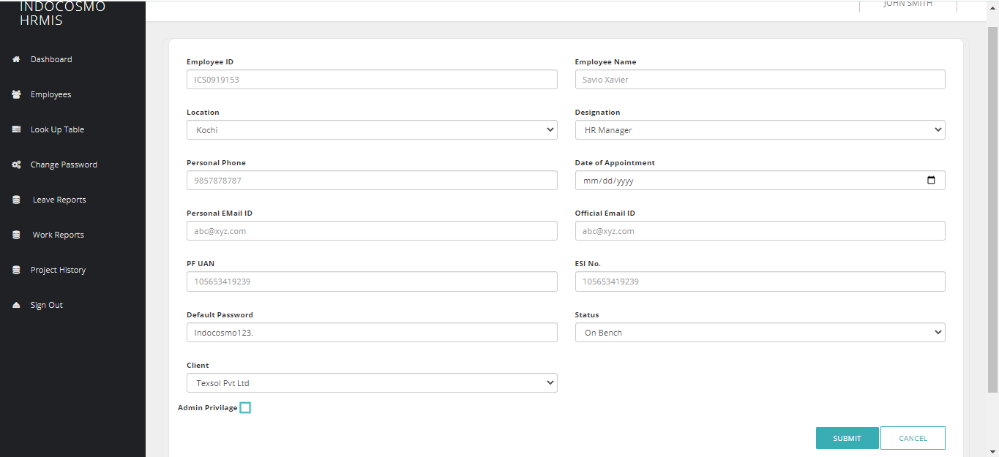 INDOCOSMO
HRMIS
JOHN SMITH
Dashboard
Employees
Look Up Table
Change Password
Leave Reports
Work Reports
Project History
Sign Out
Employee ID
ICS0919153
Employee Name
Savio Xavier
Location
Kochi
Designation
HR Manager
Personal Phone
9857878787
Date of Appointment
mm/dd/yyyy
Personal EMail ID
abc@xyz.com
Official Email ID
abc@xyz.com
PF UAN
105653419239
ESI No.
105653419239
Default Password
Indocosmo123.
Status
On Bench
Client
Texsol Pvt Ltd
Admin Privilage
SUBMIT
CANCEL